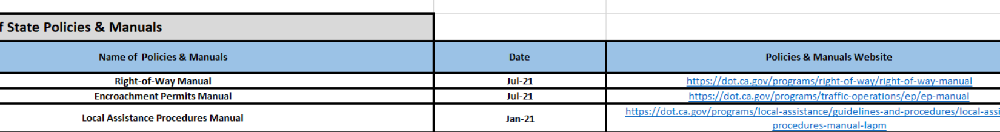 f State Policies & Manuals
Name of Policies & Manuals Date Policies & Manuals Website
Right-of-Way Manual Jul-21 https://dot.ca.gov/programs/right-of-way/right-of-way-manual
Encroachment Permits Manual Jul-21 https://dot.ca.gov/programs/traffic-operations/ep/ep-manual
Local Assistance Procedures Manual Jan-21 https://dot.ca.gov/programs/local-assistance/guidelines-and-procedures/local-assi
procedures-manual-lapm